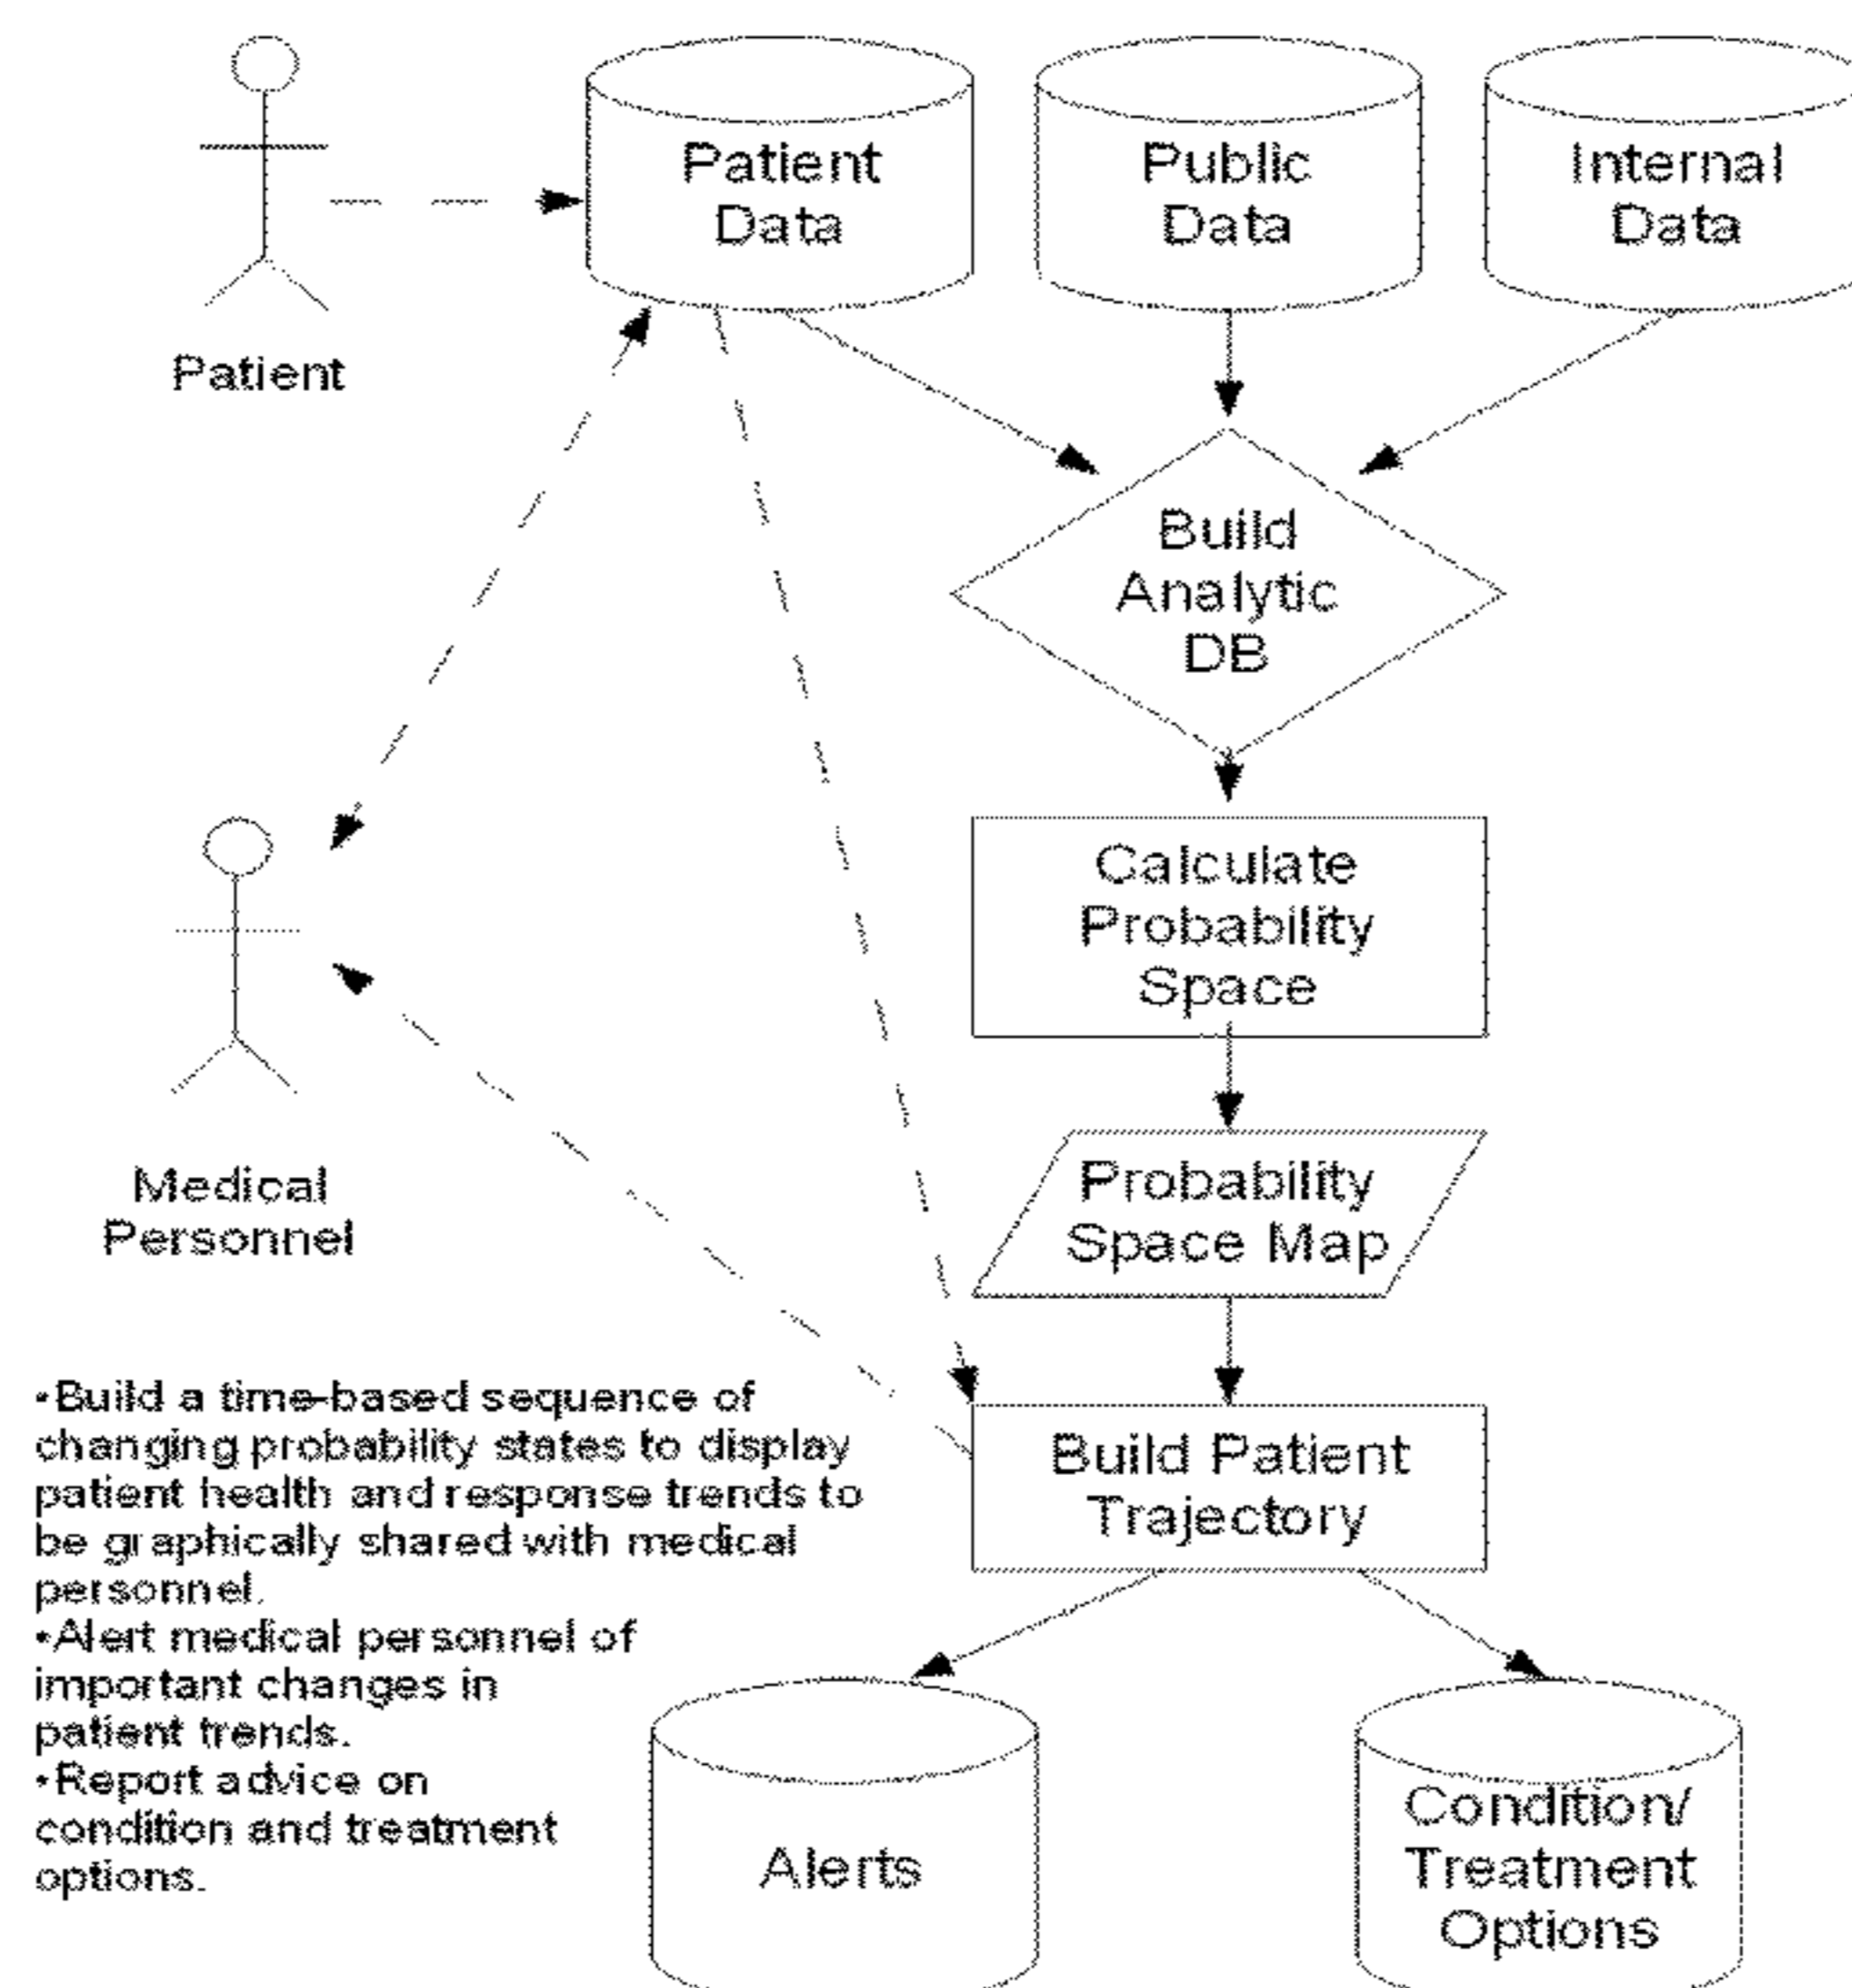 Patient
Data
Public
Data
Internal
Data
Patient
Build
Analytic
DB
Calculate
Probability
Space
Medical
Personnel
Probability
Space Map
•Build a time-based sequence of
changing probability states to display
patient health and response trends to
be graphically shared with medical
personnel.
•Alert medical personnel of
important changes in
patient trends.
•Report advice on
condition and treatment
options.
Build Patient
Trajectory
Alerts
Condition/
Treatment
Options